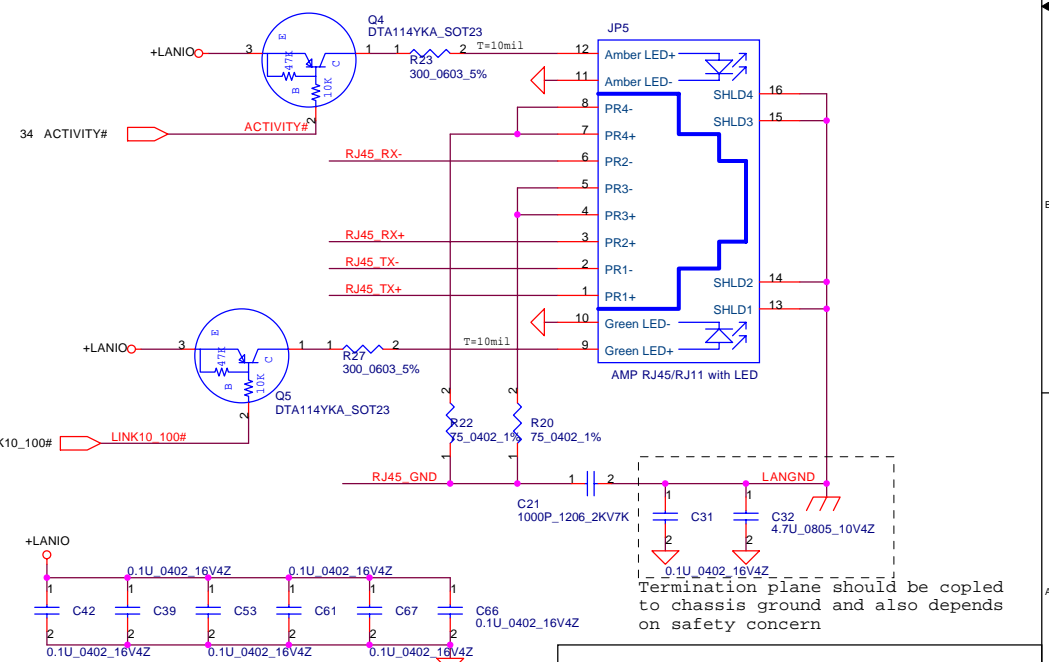 Q4
DTA114YKA_SOT23
JP5
+LANIO
3
E
47K
B
C
10K
1
1
2
T=10mil
R23
300_0603_5%
12
Amber LED+
11
Amber LED-
2
34 ACTIVITY#
ACTIVITY#
8
PR4-
7
PR4+
RJ45_RX-
6
PR2-
5
PR3-
4
PR3+
RJ45_RX+
3
PR2+
RJ45_TX-
2
PR1-
RJ45_TX+
1
PR1+
10
Green LED-
9
Green LED+
SHLD4
16
SHLD3
15
SHLD2
14
SHLD1
13
AMP RJ45/RJ11 with LED
+LANIO
3
E
47K
B
C
10K
1
1
2
T=10mil
R27
300_0603_5%
Q5
DTA114YKA_SOT23
2
K10_100#
LINK10_100#
2
R22
75_0402_1%
1
2
R20
75_0402_1%
1
RJ45_GND
1
2
C21
1000P_1206_2KV7K
LANGND
1
C31
2
0.1U_0402_16V4Z
1
C32
4.7U_0805_10V4Z
2
Termination plane should be copled
to chassis ground and also depends
on safety concern
+LANIO
0.1U_0402_16V4Z
0.1U_0402_16V4Z
1
C42
2
1
C39
2
1
C53
2
1
C61
2
1
C67
2
1
C66
0.1U_0402_16V4Z
2
0.1U_0402_16V4Z
0.1U_0402_16V4Z
0.1U_0402_16V4Z
B
A